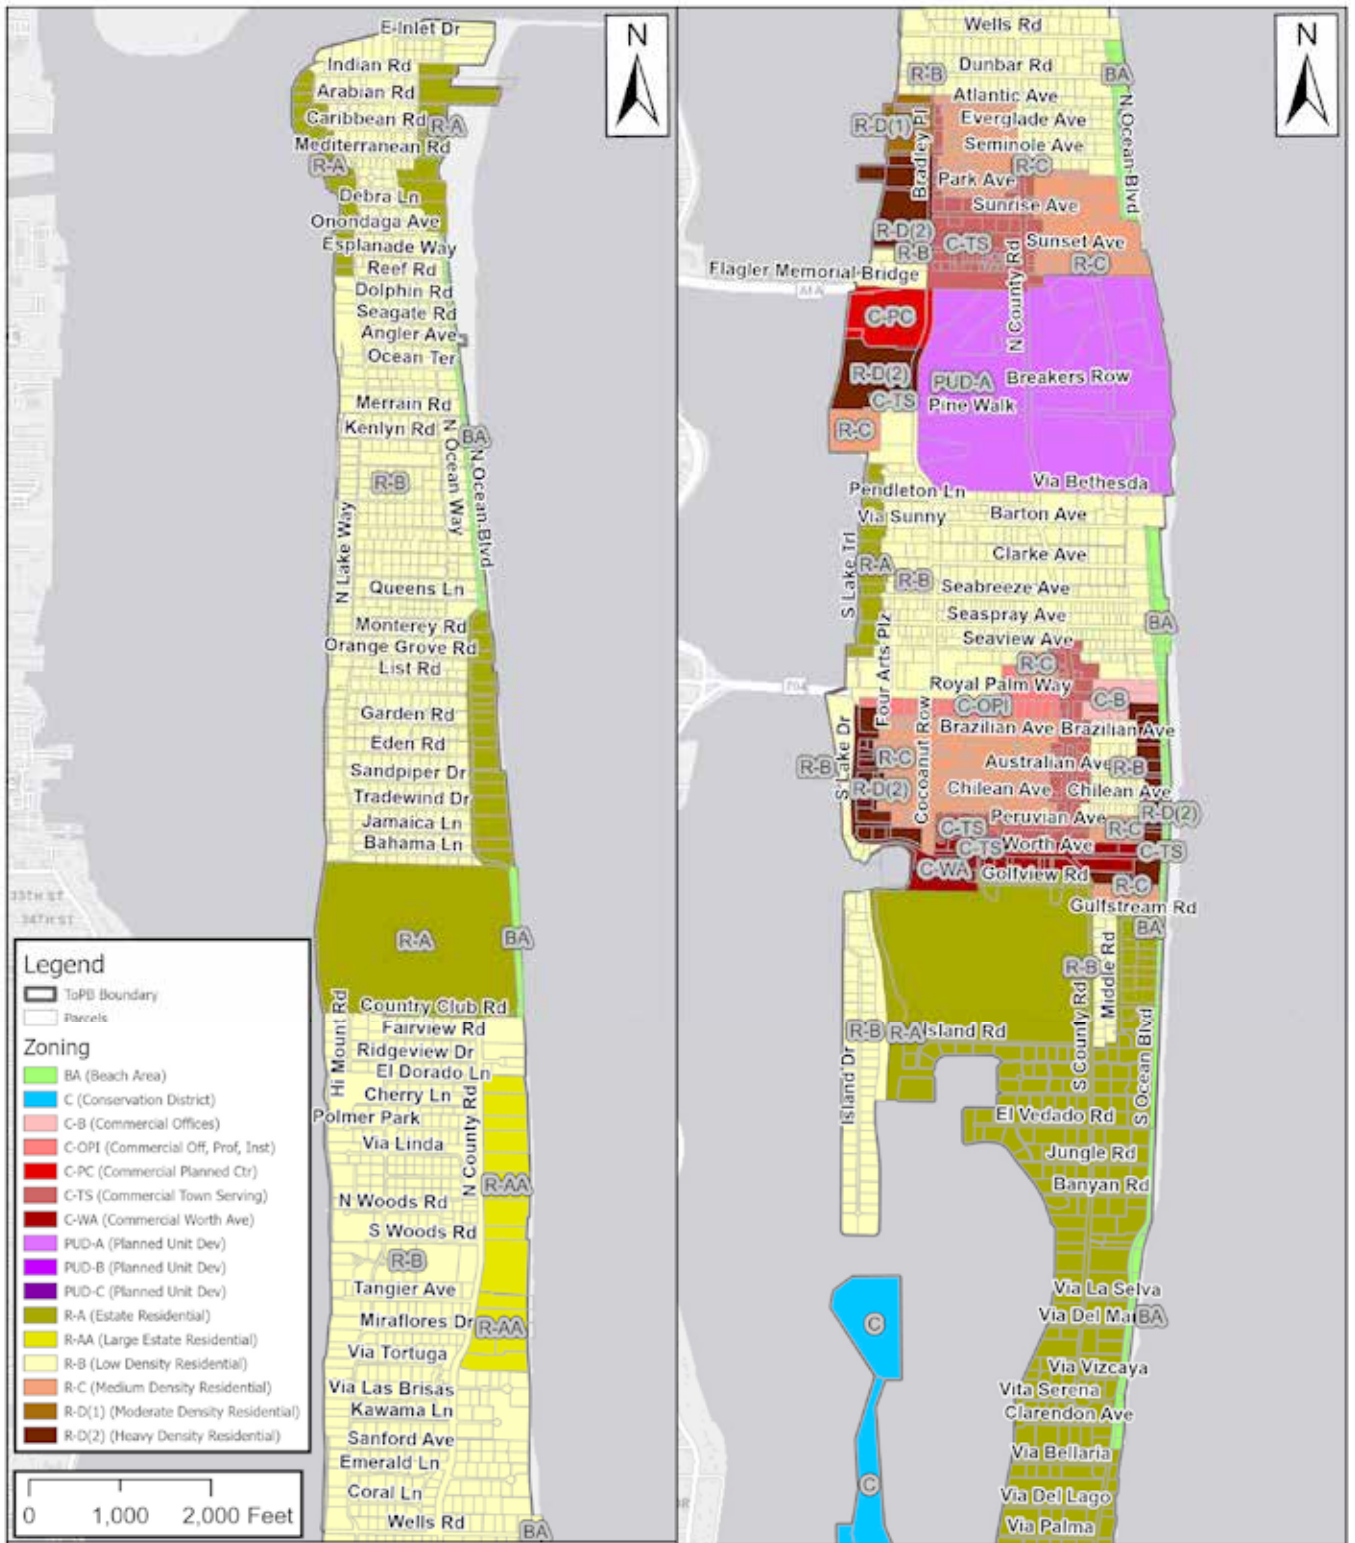 E Inlet Dr
Indian Rd
Arabian Rd
Caribbean Rd
R-A
Mediterranean Rd
R-A
Debra Ln
Onondaga Ave
Esplanade Way
Reef Rd
Dolphin Rd
Seagate Rd
Angler Ave
Ocean Ter
Merrain Rd
Kenlyn Rd
N Ocean Way
BA
N Ocean Blvd
R-B
N Lake Way
Queens Ln
Monterey Rd
Orange Grove Rd
List Rd
Garden Rd
Eden Rd
Sandpiper Dr
Tradewind Dr
Jamaica Ln
Bahama Ln
35TH ST
34TH ST
R-A
BA
Country Club Rd
Hi Mount Rd
Fairview Rd
Ridgeview Dr
El Dorado Ln
Cherry Ln
N County Rd
Polmer Park
Via Linda
R-AA
N Woods Rd
S Woods Rd
R-B
Tangier Ave
Miraflores Dr
R-AA
Via Tortuga
Via Las Brisas
Kawama Ln
Sanford Ave
Emerald Ln
Coral Ln
Wells Rd
BA
N
Legend
ToPB Boundary
Parcels
Zoning
BA (Beach Area)
C (Conservation District)
C-B (Commercial Offices)
C-OPI (Commercial Off, Prof, Inst)
C-PC (Commercial Planned Ctr)
C-TS (Commercial Town Serving)
C-WA (Commercial Worth Ave)
PUD-A (Planned Unit Dev)
PUD-B (Planned Unit Dev)
PUD-C (Planned Unit Dev)
R-A (Estate Residential)
R-AA (Large Estate Residential)
R-B (Low Density Residential)
R-C (Medium Density Residential)
R-D(1) (Moderate Density Residential)
R-D(2) (Heavy Density Residential)
0 1,000 2,000 Feet
N
Wells Rd
Dunbar Rd
R-B
BA
Atlantic Ave
N Ocean Blvd
Everglade Ave
R-D(1)
Bradley Pl
Seminole Ave
R-C
Park Ave
Sunrise Ave
R-D(2)
C-TS
Sunset Ave
R-B
R-C
Flagler Memorial Bridge
A1A
N County Rd
C-PC
R-D(2)
PUD-A
Breakers Row
C-TS
Pine Walk
R-C
Via Bethesda
Pendleton Ln
Via Sunny
Barton Ave
Clarke Ave
S Lake Trl
R-A
R-B
Seabreeze Ave
Seaspray Ave
BA
Seaview Ave
Four Arts Plz
R-C
Royal Palm Way
704
C-OPI
C-B
Brazilian Ave
Brazilian Ave
S Lake Dr
Cocoanut Row
R-B
R-C
Australian Ave
R-B
R-D(2)
Chilean Ave
Chilean Ave
Peruvian Ave
R-D(2)
C-TS
R-C
C-TS
Worth Ave
C-TS
C-WA
Golfview Rd
R-C
Gulfstream Rd
BA
R-B
Middle Rd
S County Rd
R-B
R-A
Island Rd
Island Dr
S Ocean Blvd
El Vedado Rd
Jungle Rd
Banyan Rd
Via La Selva
Via Del Mar
BA
C
Via Vizcaya
Vita Serena
Clarendon Ave
Via Bellaria
C
Via Del Lago
Via Palma